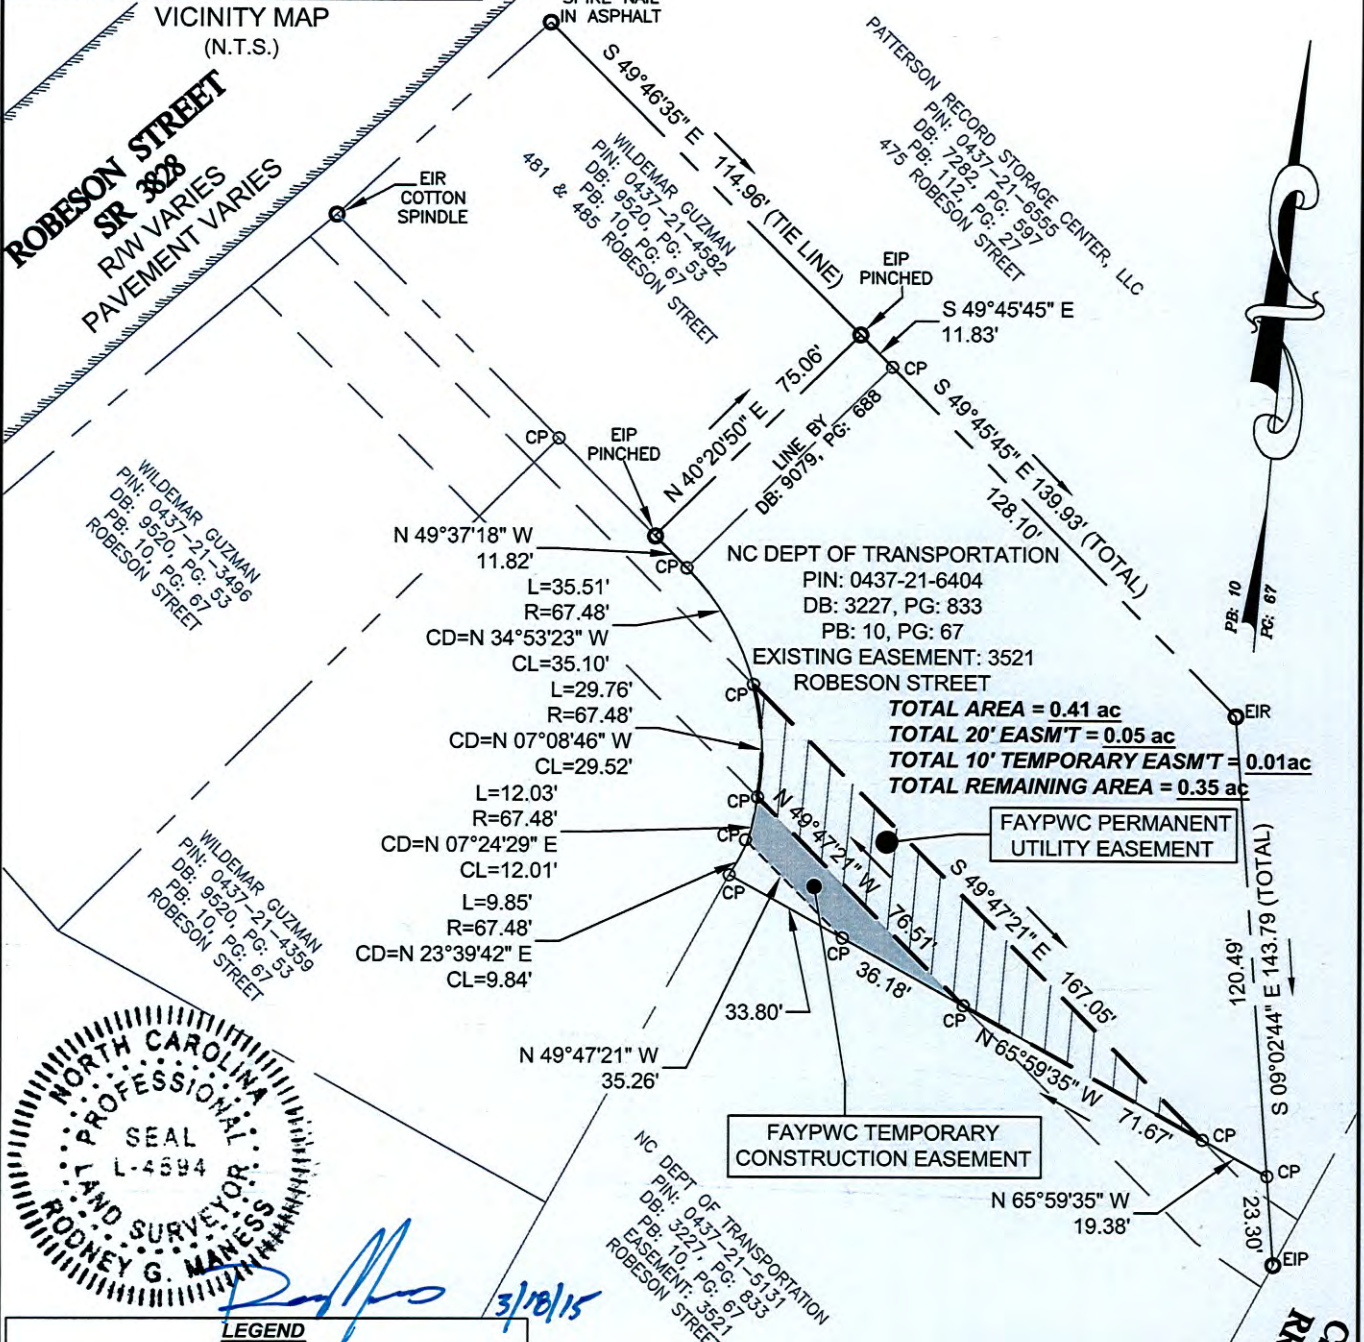 VICINITY MAP
(N.T.S.)
SPIKE NAIL
IN ASPHALT
ROBESON STREET
SR 3828
R/W VARIES
PAVEMENT VARIES
EIR
COTTON
SPINDLE
S 49°46'35" E 114.96' (TIE LINE)
WILDEMAR GUZMAN
PIN: 0437-21-4582
DB: 9520, PG: 53
PB: 10, PG: 67
481 & 485 ROBESON STREET
PATTERSON RECORD STORAGE CENTER, LLC
PIN: 0437-21-6555
DB: 7282, PG: 597
PB: 112, PG: 27
475 ROBESON STREET
EIP
PINCHED
S 49°45'45" E
11.83'
CP
S 49°45'45" E 139.93' (TOTAL)
128.10'
N 40°20'50" E 75.06'
LINE BY
DB: 9079, PG: 688
CP
EIP
PINCHED
PB: 10
PG: 67
WILDEMAR GUZMAN
PIN: 0437-21-3496
DB: 9520, PG: 53
PB: 10, PG: 67
ROBESON STREET
N 49°37'18" W
11.82'
CP
L=35.51'
R=67.48'
CD=N 34°53'23" W
CL=35.10'
L=29.76'
R=67.48'
CD=N 07°08'46" W
CL=29.52'
L=12.03'
R=67.48'
CD=N 07°24'29" E
CL=12.01'
L=9.85'
R=67.48'
CD=N 23°39'42" E
CL=9.84'
NC DEPT OF TRANSPORTATION
PIN: 0437-21-6404
DB: 3227, PG: 833
PB: 10, PG: 67
EXISTING EASEMENT: 3521
ROBESON STREET
TOTAL AREA = 0.41 ac
TOTAL 20' EASM'T = 0.05 ac
TOTAL 10' TEMPORARY EASM'T = 0.01ac
TOTAL REMAINING AREA = 0.35 ac
EIR
CP
CP
CP
CP
FAYPWC PERMANENT
UTILITY EASEMENT
N 49°47'21" W 76.51'
S 49°47'21" E 167.05'
120.49'
S 09°02'44" E 143.79 (TOTAL)
WILDEMAR GUZMAN
PIN: 0437-21-4359
DB: 9520, PG: 53
PB: 10, PG: 67
ROBESON STREET
CP
36.18'
33.80'
CP
N 49°47'21" W
35.26'
N 65°59'35" W
71.67'
CP
CP
FAYPWC TEMPORARY
CONSTRUCTION EASEMENT
N 65°59'35" W
19.38'
23.30'
EIP
NC DEPT OF TRANSPORTATION
PIN: 0437-21-5131
DB: 3227, PG: 833
PB: 10, PG: 67
EASEMENT: 3521
ROBESON STREET
NORTH CAROLINA
PROFESSIONAL
SEAL
L-4594
LAND SURVEYOR
RODNEY G. MANESS
3/18/15
LEGEND